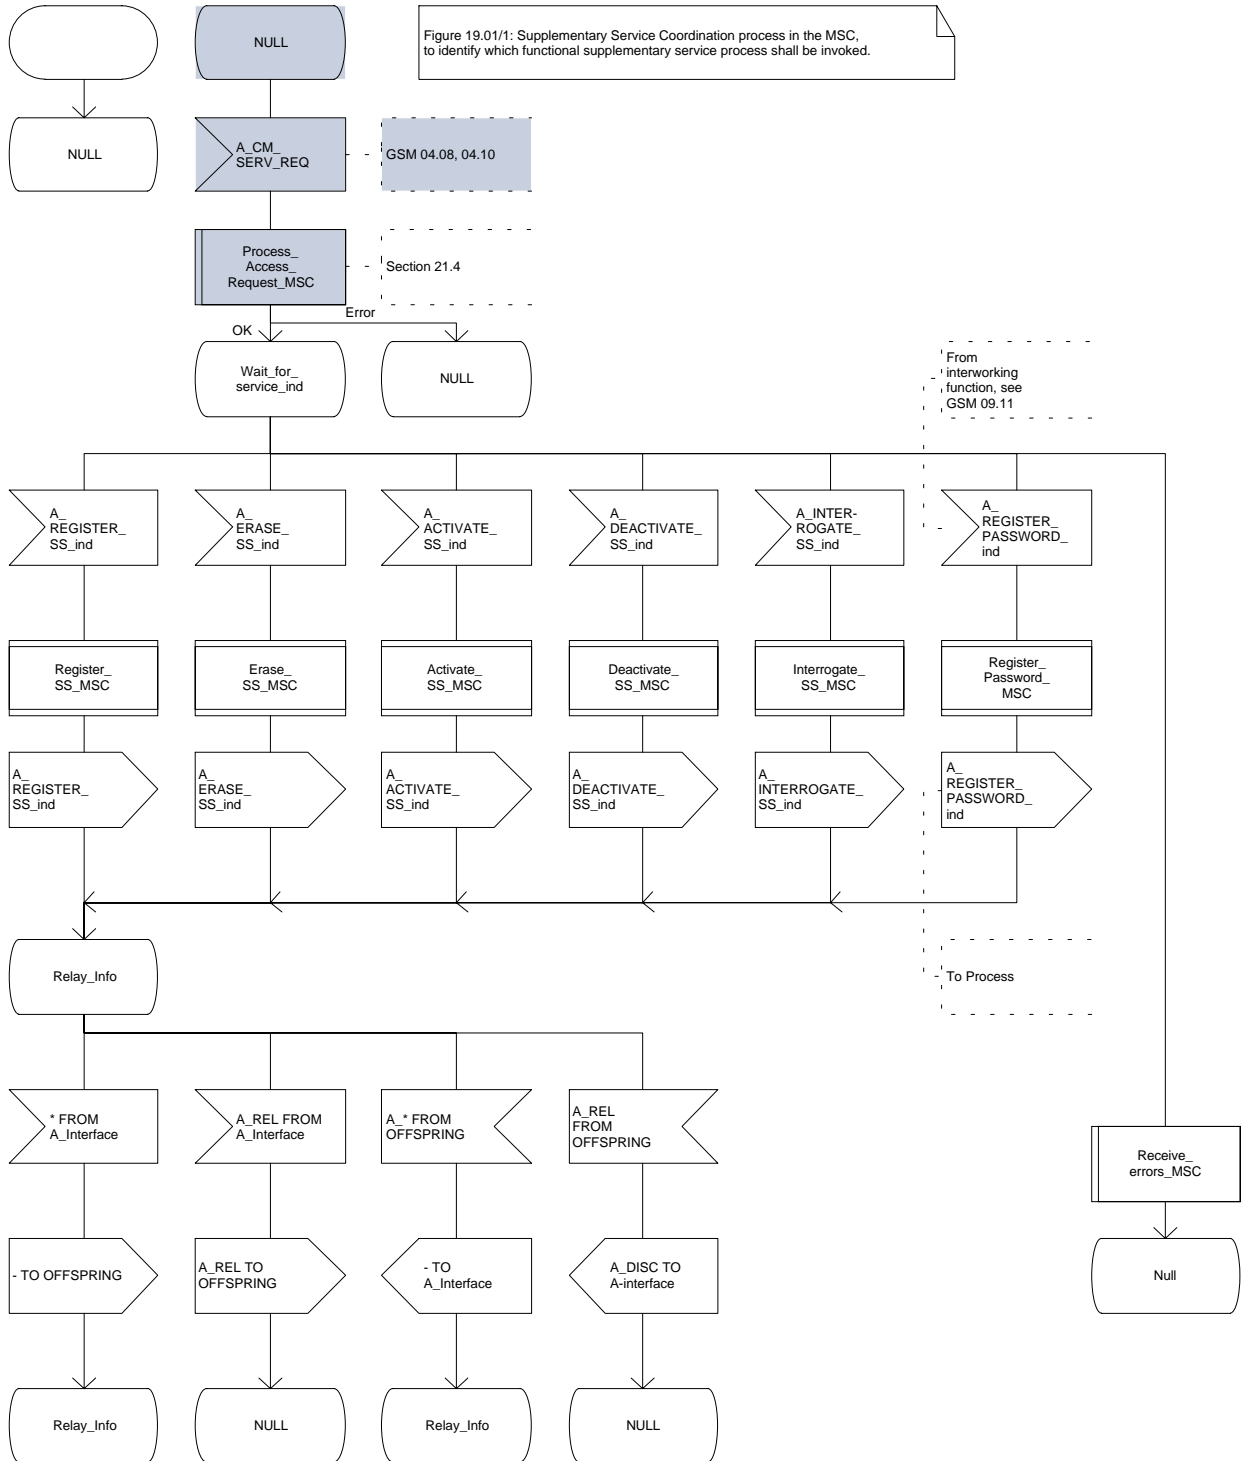 Figure 19.01/1: Supplementary Service Coordination process in the MSC,
to identify which functional supplementary service process shall be invoked.
NULL
NULL
A_CM_
SERV_REQ
GSM 04.08, 04.10
Process_
Access_
Request_MSC
Section 21.4
Error
OK
Wait_for_
service_ind
NULL
From
interworking
function, see
GSM 09.11
A_
REGISTER_
SS_ind
A_
ERASE_
SS_ind
A_
ACTIVATE_
SS_ind
A_
DEACTIVATE_
SS_ind
A_INTER-
ROGATE_
SS_ind
A_
REGISTER_
PASSWORD_
ind
Register_
SS_MSC
Erase_
SS_MSC
Activate_
SS_MSC
Deactivate_
SS_MSC
Interrogate_
SS_MSC
Register_
Password_
MSC
A_
REGISTER_
SS_ind
A_
ERASE_
SS_ind
A_
ACTIVATE_
SS_ind
A_
DEACTIVATE_
SS_ind
A_
INTERROGATE_
SS_ind
A_
REGISTER_
PASSWORD_
ind
Relay_Info
To Process
* FROM
A_Interface
A_REL FROM
A_Interface
A_* FROM
OFFSPRING
A_REL
FROM
OFFSPRING
Receive_
errors_MSC
- TO OFFSPRING
A_REL TO
OFFSPRING
- TO
A_Interface
A_DISC TO
A-interface
Null
Relay_Info
NULL
Relay_Info
NULL